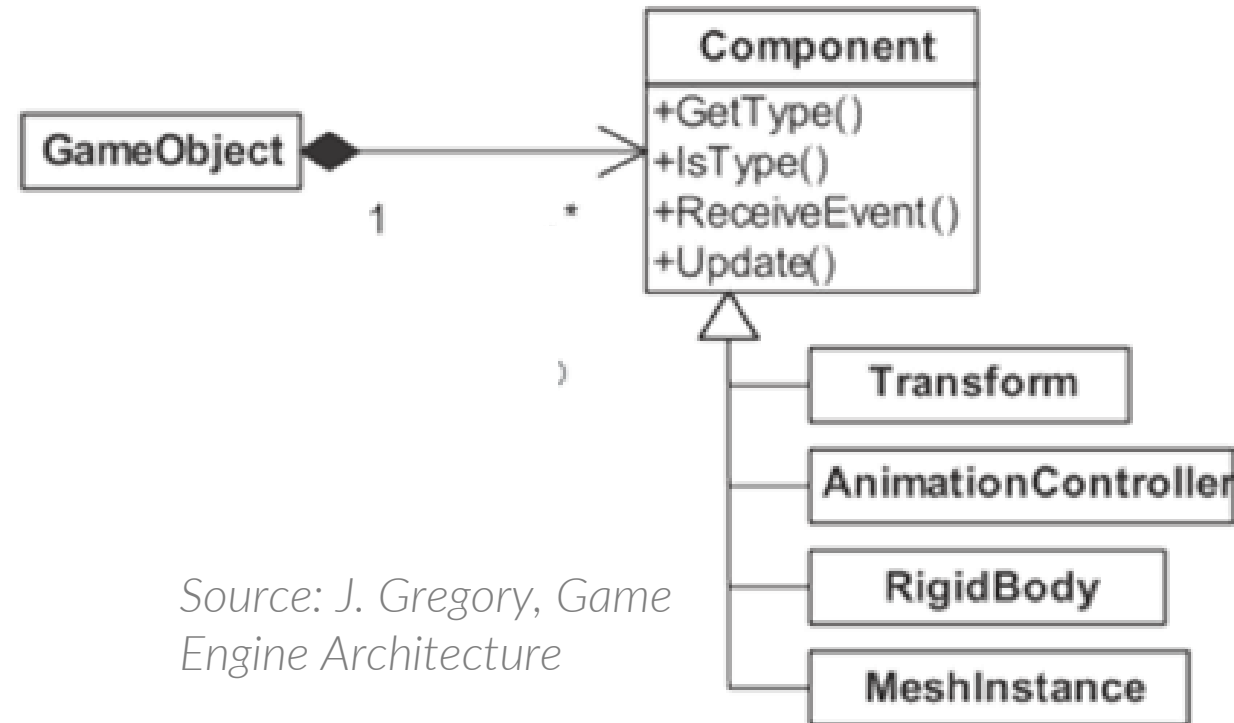 Component
+GetType()
+IsType()
+ReceiveEvent()
+Update()
GameObject
1
*
Transform
AnimationController
RigidBody
MeshInstance
Source: J. Gregory, Game
Engine Architecture